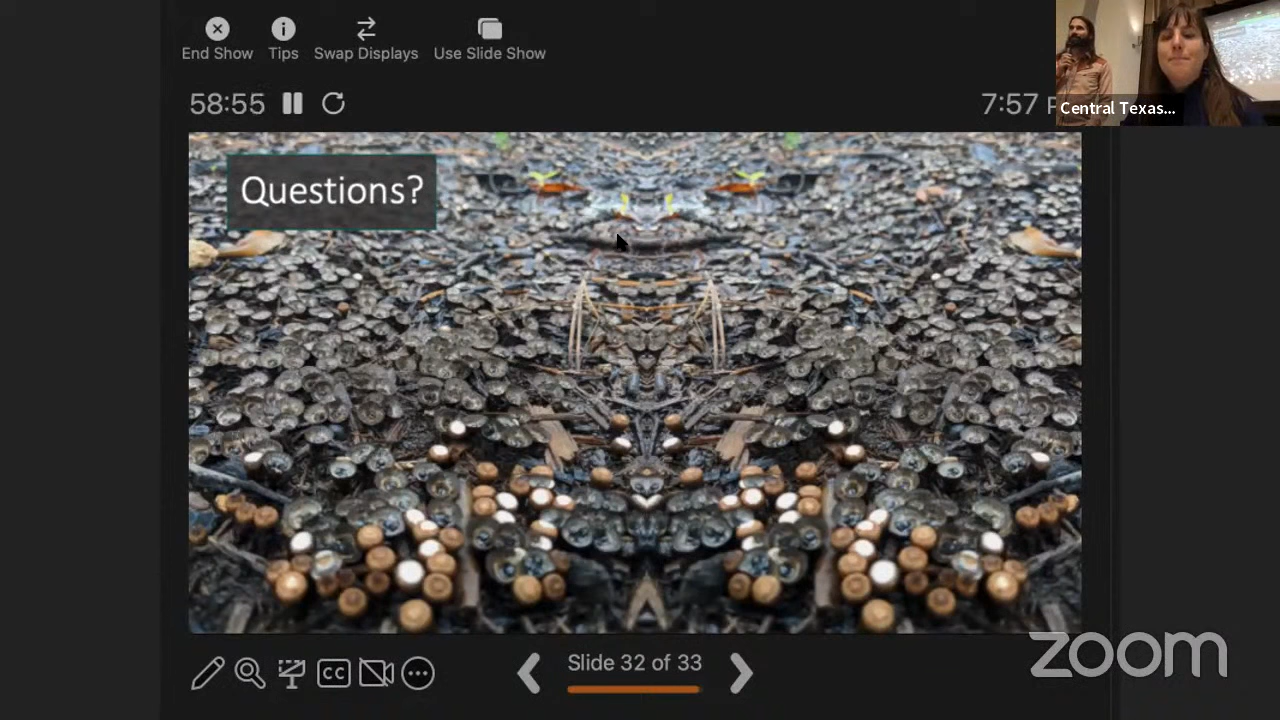 End Show Tips Swap Displays Use Slide Show
58:55
7:57 P
Central Texas...
Questions?
CC
Slide 32 of 33
zoom